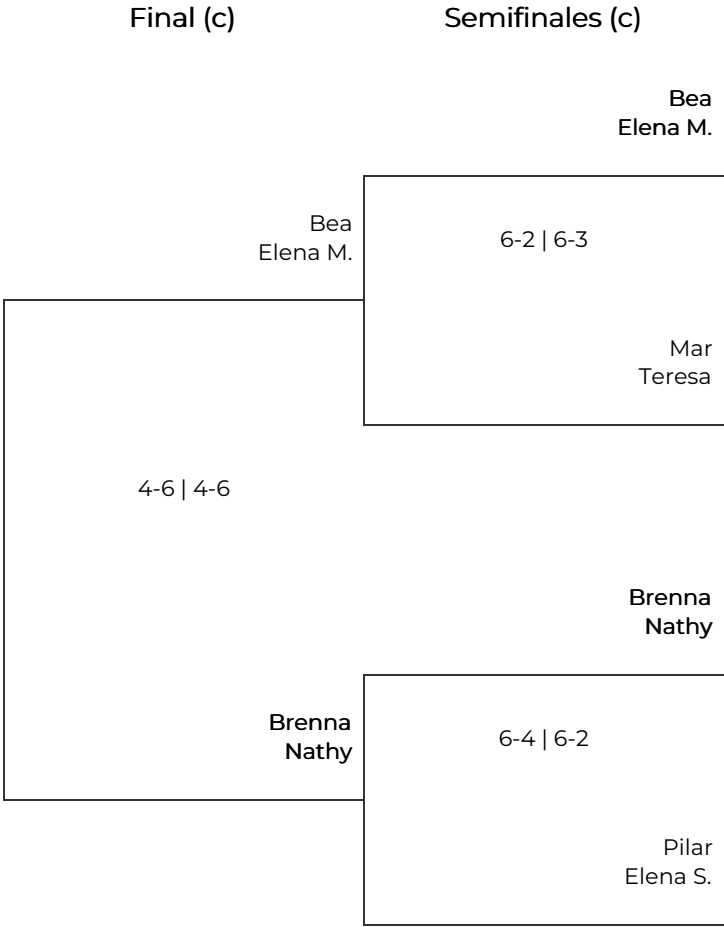 Final (c)
Semifinales (c)
Bea
Elena M.
Bea
Elena M.
6-2 | 6-3
Mar
Teresa
4-6 | 4-6
Brenna
Nathy
Brenna
Nathy
6-4 | 6-2
Pilar
Elena S.